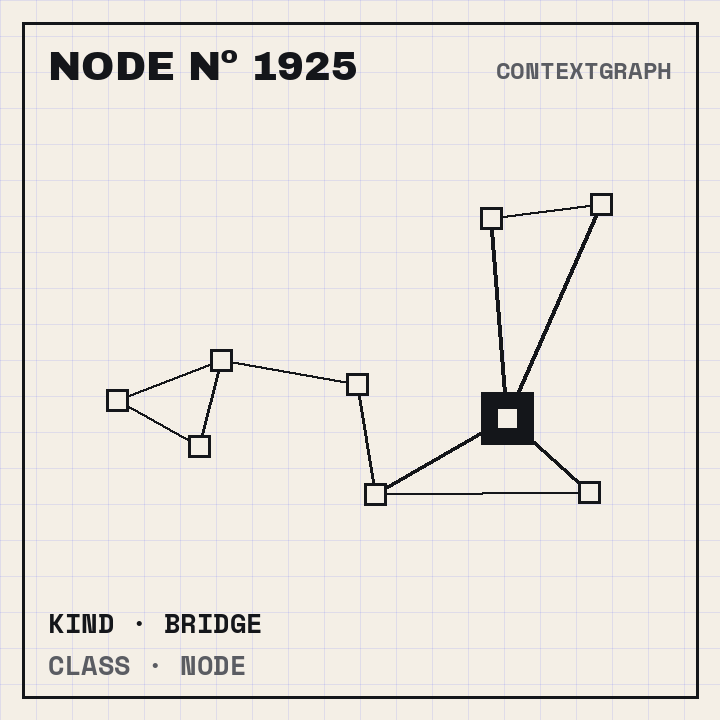 NODE Nº 1925
CONTEXTGRAPH
KIND · BRIDGE
CLASS · NODE